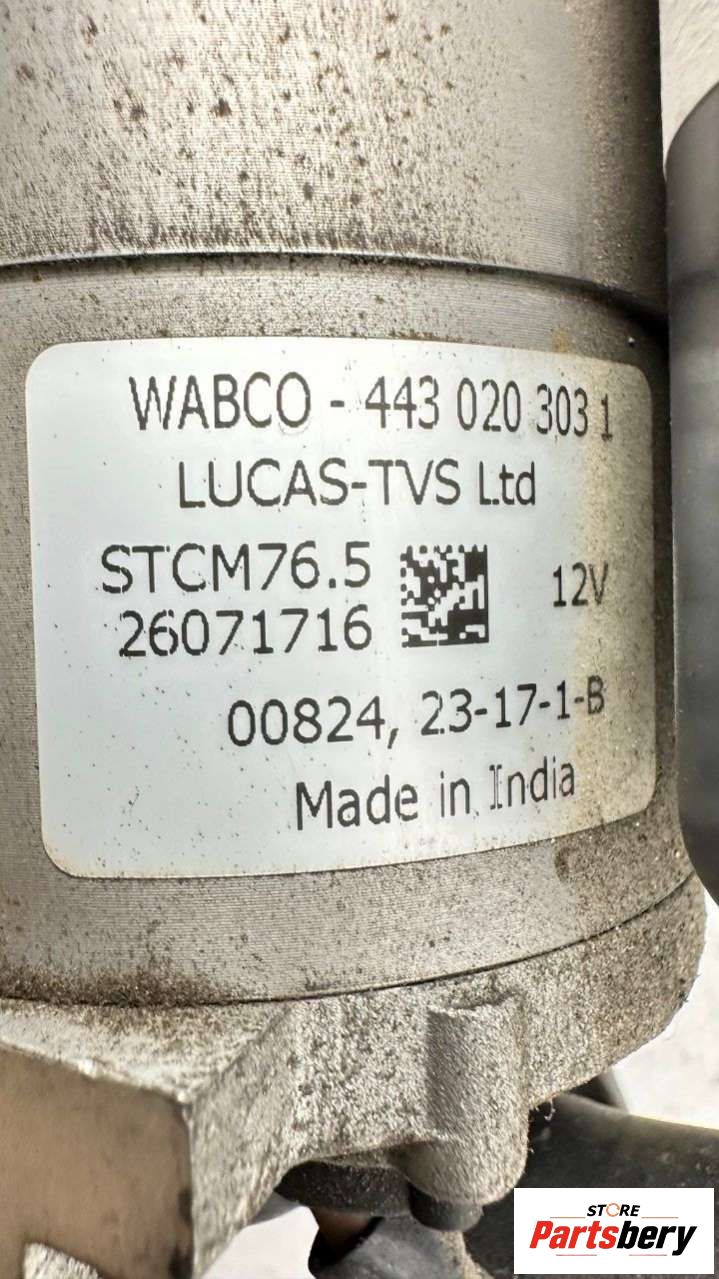 WABCO - 443 020 303 1
LUCAS-TVS Ltd
STCM76.5
26071716
12V
00824, 23-17-1-B
Made in India
STORE
Partsbery